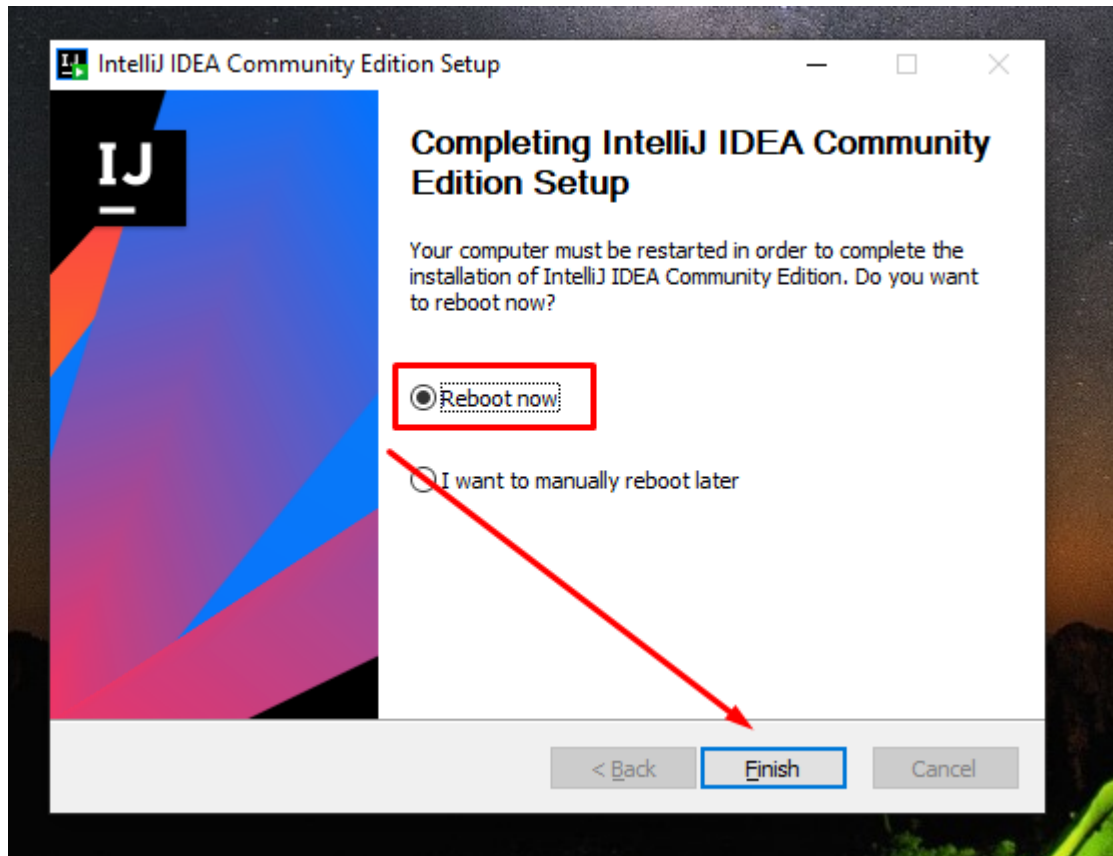 IntelliJ IDEA Community Edition Setup
IJ
Completing IntelliJ IDEA Community
Edition Setup
Your computer must be restarted in order to complete the
installation of IntelliJ IDEA Community Edition. Do you want
to reboot now?
Reboot now
I want to manually reboot later
< Back
Finish
Cancel